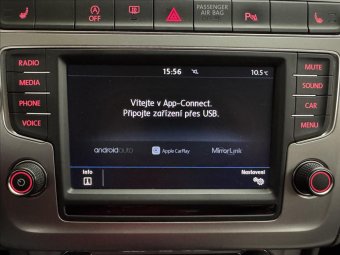 OFF
PASSENGER
AIR BAG
RADIO
MEDIA
PHONE
VOICE
15:56
10.5°C
Vítejte v App-Connect.
Připojte zařízení přes USB.
androidauto
Apple CarPlay
MirrorLink
Info
Nastavení
MUTE
SOUND
CAR
MENU